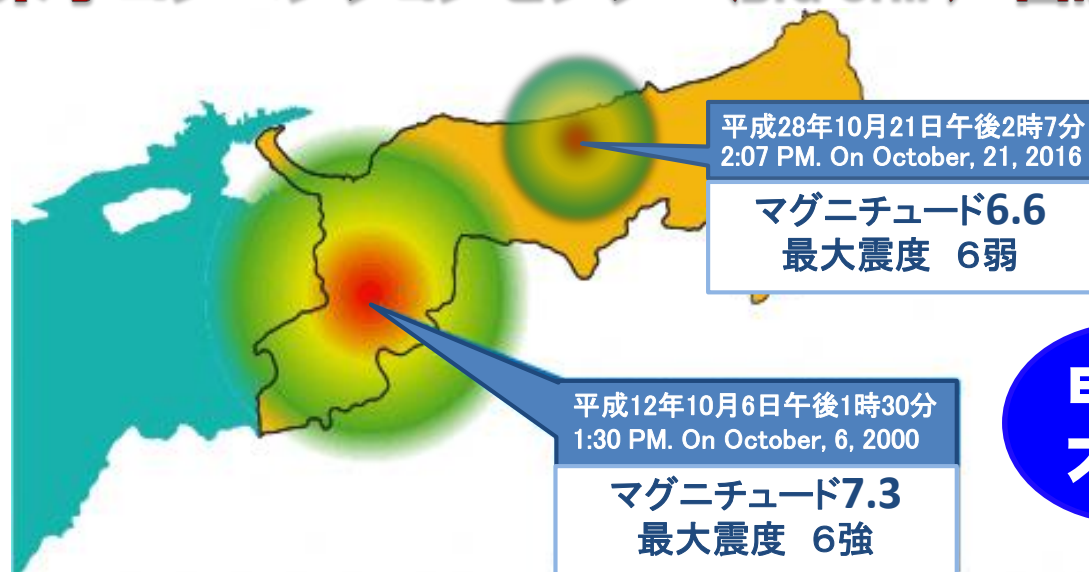 平成28年10月21日午後2時7分
2:07 PM. On October, 21, 2016
マグニチュード6.6
最大震度　６弱
平成12年10月6日午後1時30分
1:30 PM. On October, 6, 2000
マグニチュード7.3
最大震度　６強